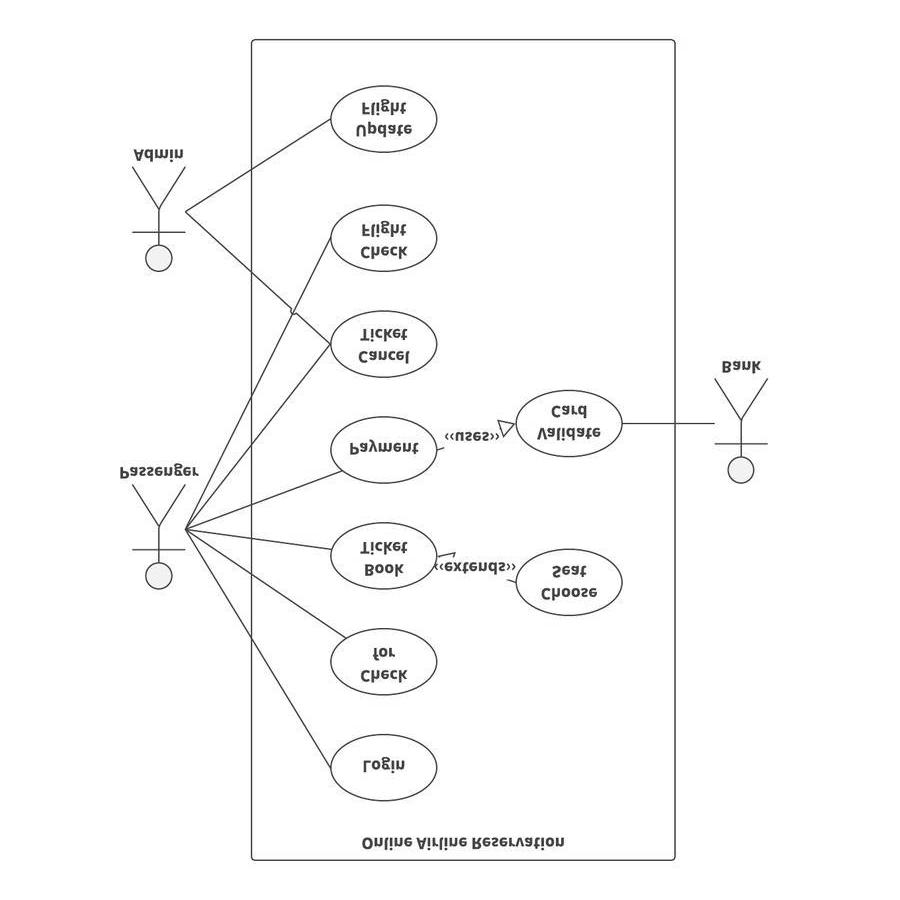 Online Airline Reservation
Login
Check
for
Choose
Seat
Book
Ticket
<<extends>>
Passenger
Payment
<<uses>>
Validate
Card
Bank
Cancel
Ticket
Check
Flight
Admin
Update
Flight